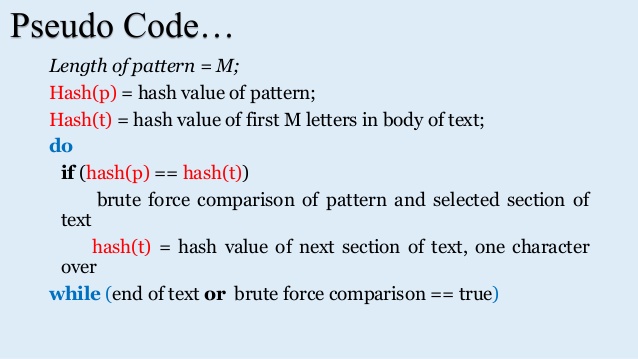 Pseudo Code…
Length of pattern = M;
Hash(p) = hash value of pattern;
Hash(t) = hash value of first M letters in body of text;
do
if (hash(p) == hash(t))
brute force comparison of pattern and selected section of
text
hash(t) = hash value of next section of text, one character
over
while (end of text or brute force comparison == true)